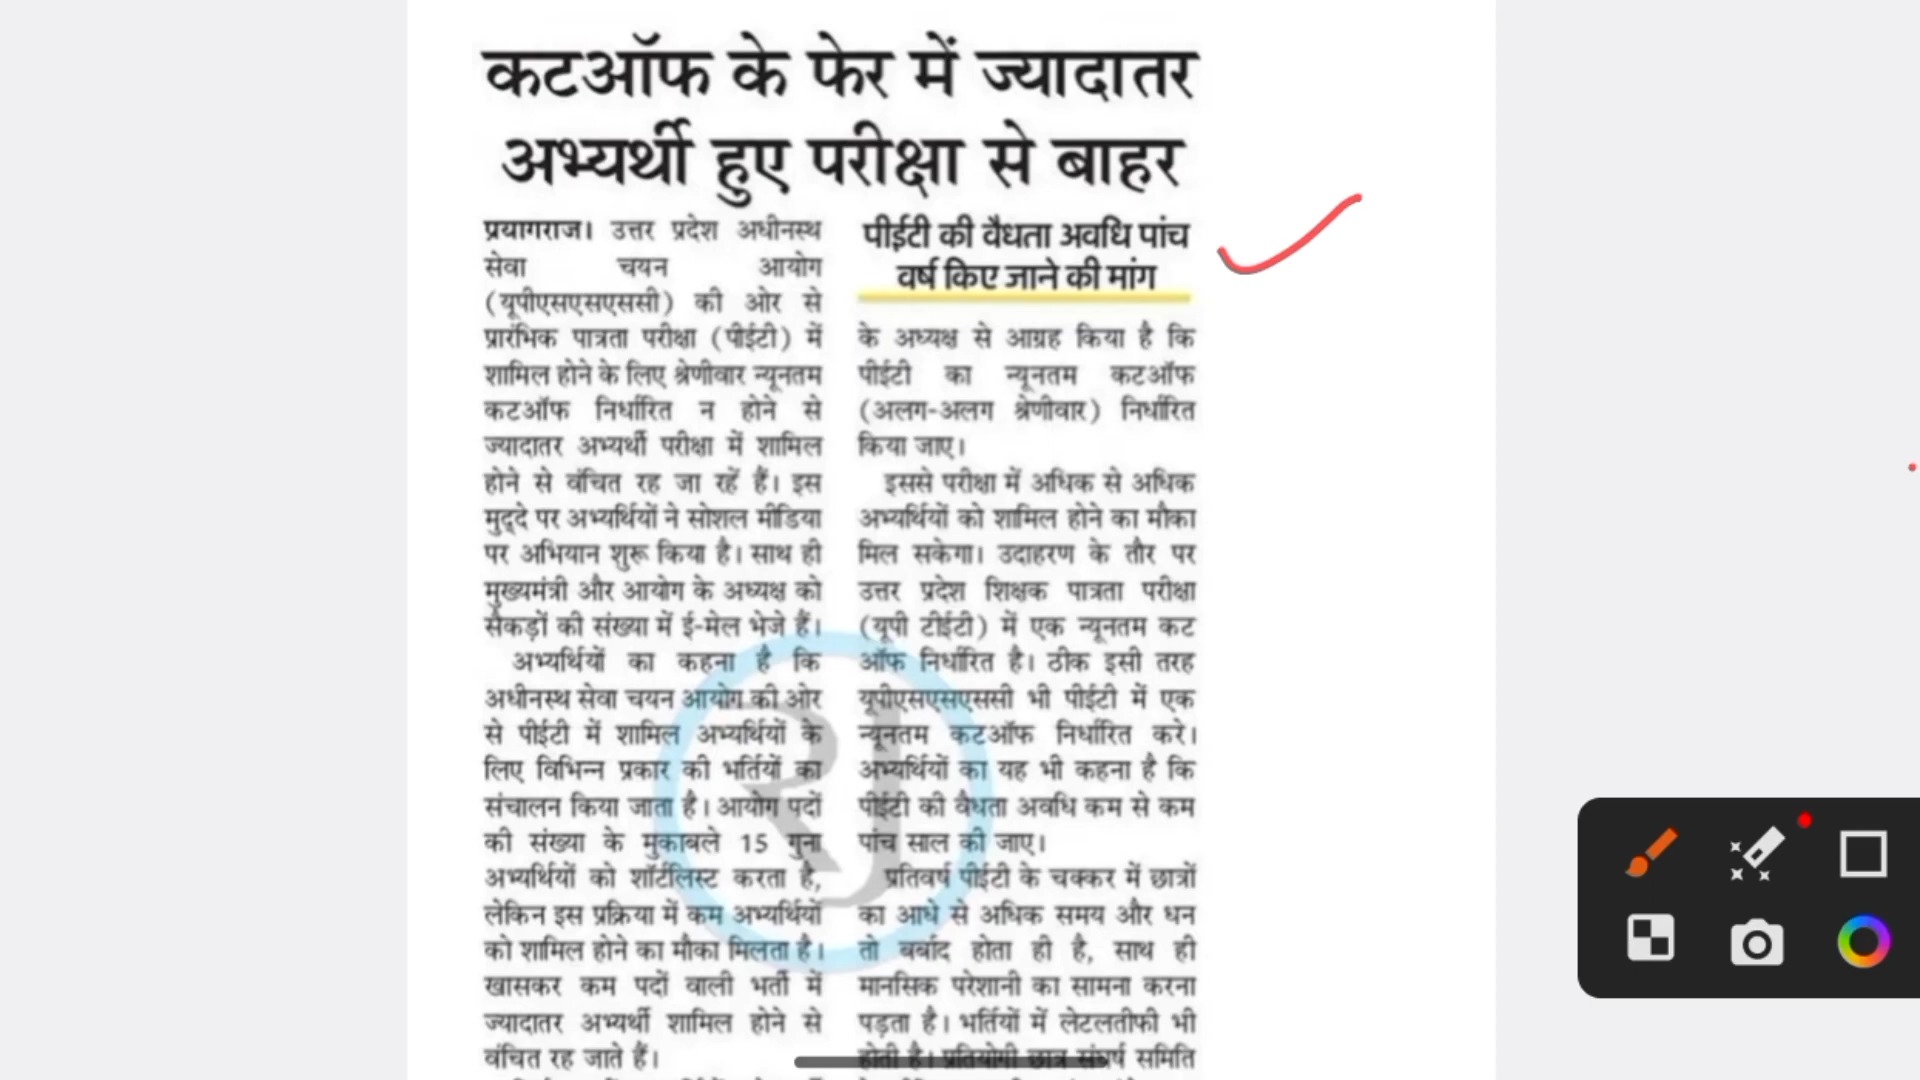 कटऑफ के फेर में ज्यादातर
अभ्यर्थी हुए परीक्षा से बाहर
प्रयागराज। उत्तर प्रदेश अधीनस्थ
सेवा चयन आयोग
(यूपीएसएसएससी) की ओर से
प्रारंभिक पात्रता परीक्षा (पीईटी) में
शामिल होने के लिए श्रेणीवार न्यूनतम
कटऑफ निर्धारित न होने से
ज्यादातर अभ्यर्थी परीक्षा में शामिल
होने से वंचित रह जा रहें हैं। इस
मुद्दे पर अभ्यर्थियों ने सोशल मीडिया
पर अभियान शुरू किया है। साथ ही
मुख्यमंत्री और आयोग के अध्यक्ष को
सैकड़ों की संख्या में ई-मेल भेजे हैं।
अभ्यर्थियों का कहना है कि
अधीनस्थ सेवा चयन आयोग की ओर
से पीईटी में शामिल अभ्यर्थियों के
लिए विभिन्न प्रकार की भर्तियों का
संचालन किया जाता है। आयोग पदों
की संख्या के मुकाबले 15 गुना
अभ्यर्थियों को शॉर्टलिस्ट करता है,
लेकिन इस प्रक्रिया में कम अभ्यर्थियों
को शामिल होने का मौका मिलता है।
खासकर कम पदों वाली भर्ती में
ज्यादातर अभ्यर्थी शामिल होने से
वंचित रह जाते हैं।
पीईटी की वैधता अवधि पांच
वर्ष किए जाने की मांग
के अध्यक्ष से आग्रह किया है कि
पीईटी का न्यूनतम कटऑफ
(अलग-अलग श्रेणीवार) निर्धारित
किया जाए।
इससे परीक्षा में अधिक से अधिक
अभ्यर्थियों को शामिल होने का मौका
मिल सकेगा। उदाहरण के तौर पर
उत्तर प्रदेश शिक्षक पात्रता परीक्षा
(यूपी टीईटी) में एक न्यूनतम कट
ऑफ निर्धारित है। ठीक इसी तरह
यूपीएसएसएससी भी पीईटी में एक
न्यूनतम कटऑफ निर्धारित करे।
अभ्यर्थियों का यह भी कहना है कि
पीईटी की वैधता अवधि कम से कम
पांच साल की जाए।
प्रतिवर्ष पीईटी के चक्कर में छात्रों
का आधे से अधिक समय और धन
तो बर्बाद होता ही है, साथ ही
मानसिक परेशानी का सामना करना
पड़ता है। भर्तियों में लेटलतीफी भी
होती है। प्रतियोगी छात्र संघर्ष समिति
RJ